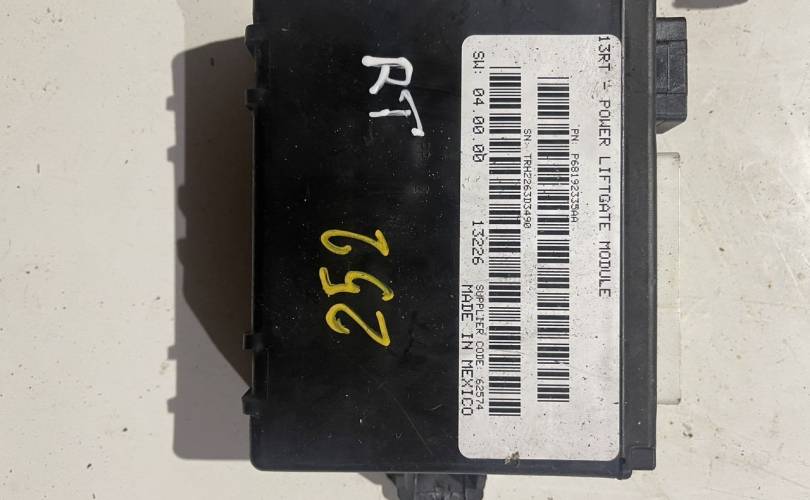 13RT - POWER LIFTGATE MODULE
PN: P68192335AA
SN: TRH2263D3490
SW: 04.00.00 13226
SUPPLIER CODE: 62574
MADE IN MEXICO
RT
252